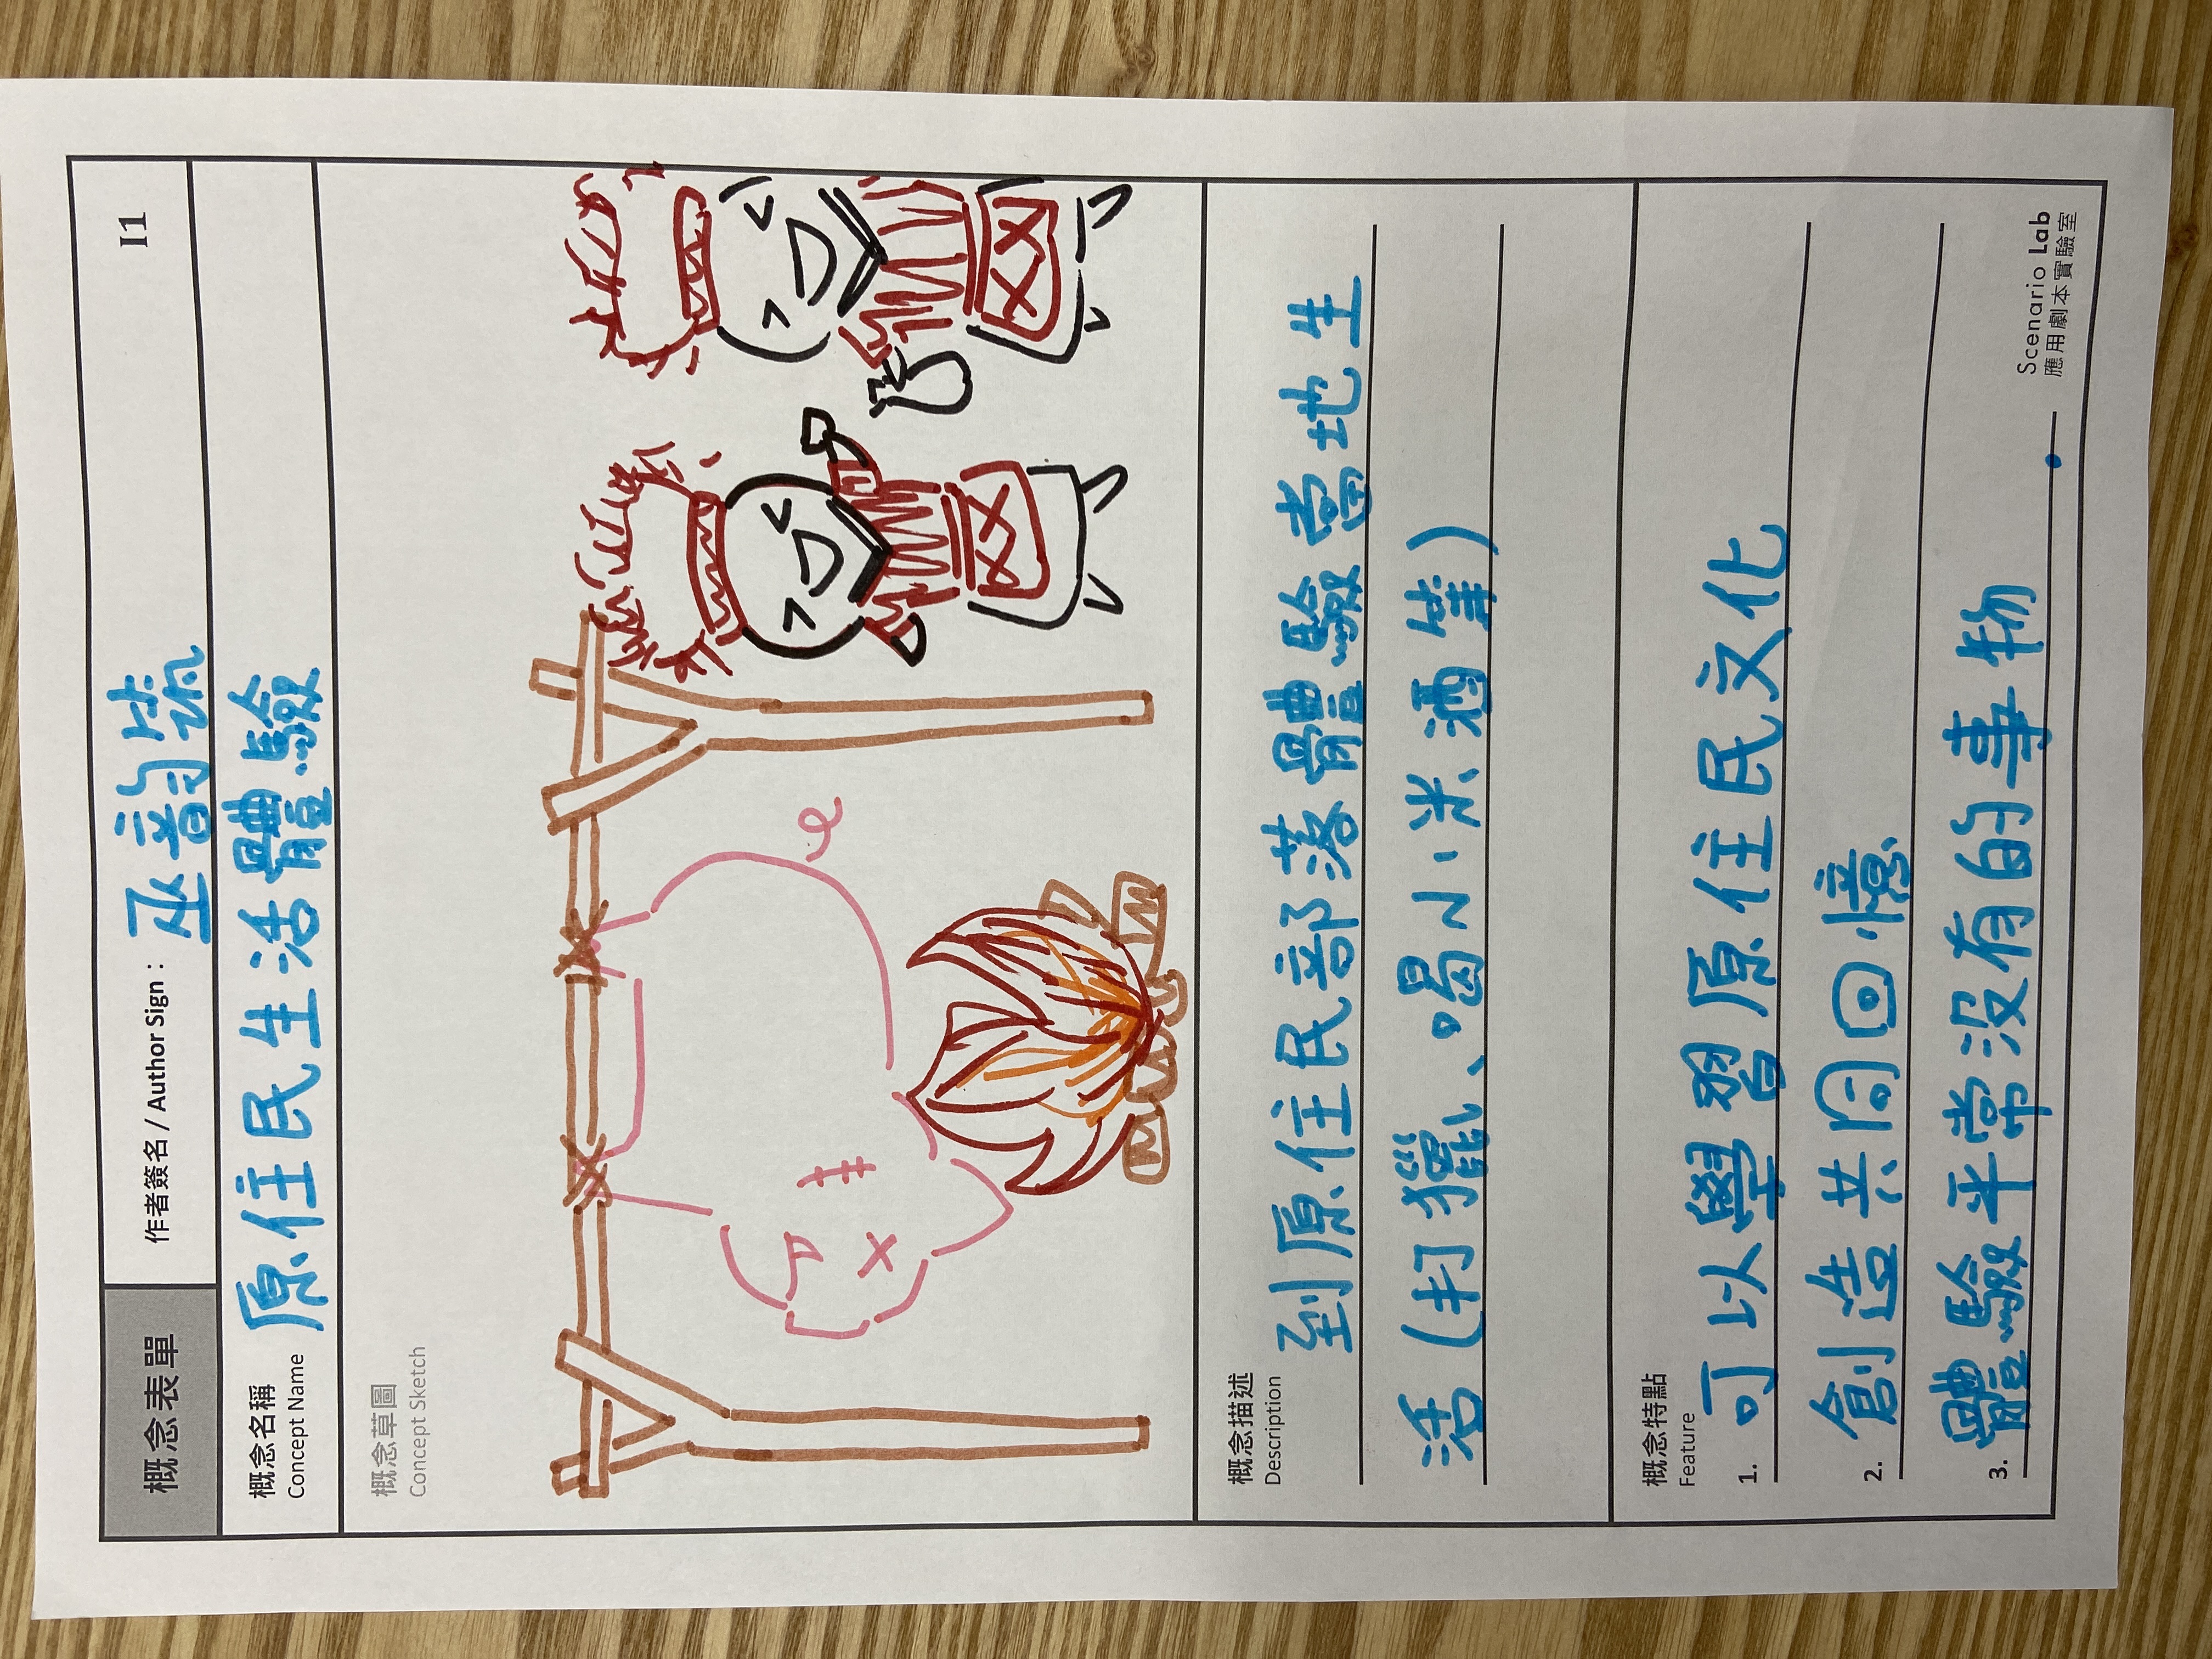 概念表單
作者簽名 / Author Sign：巫韵筑
I1
概念名稱 原住民生活體驗
Concept Name
概念草圖
Concept Sketch
概念描述
Description
到原住民部落體驗當地生
活(打獵、喝小米酒等)
概念特點
Feature
1. 可以學習原住民文化
2. 創造共同回憶
3. 體驗平常沒有的事物
Scenario Lab
應用劇本實驗室